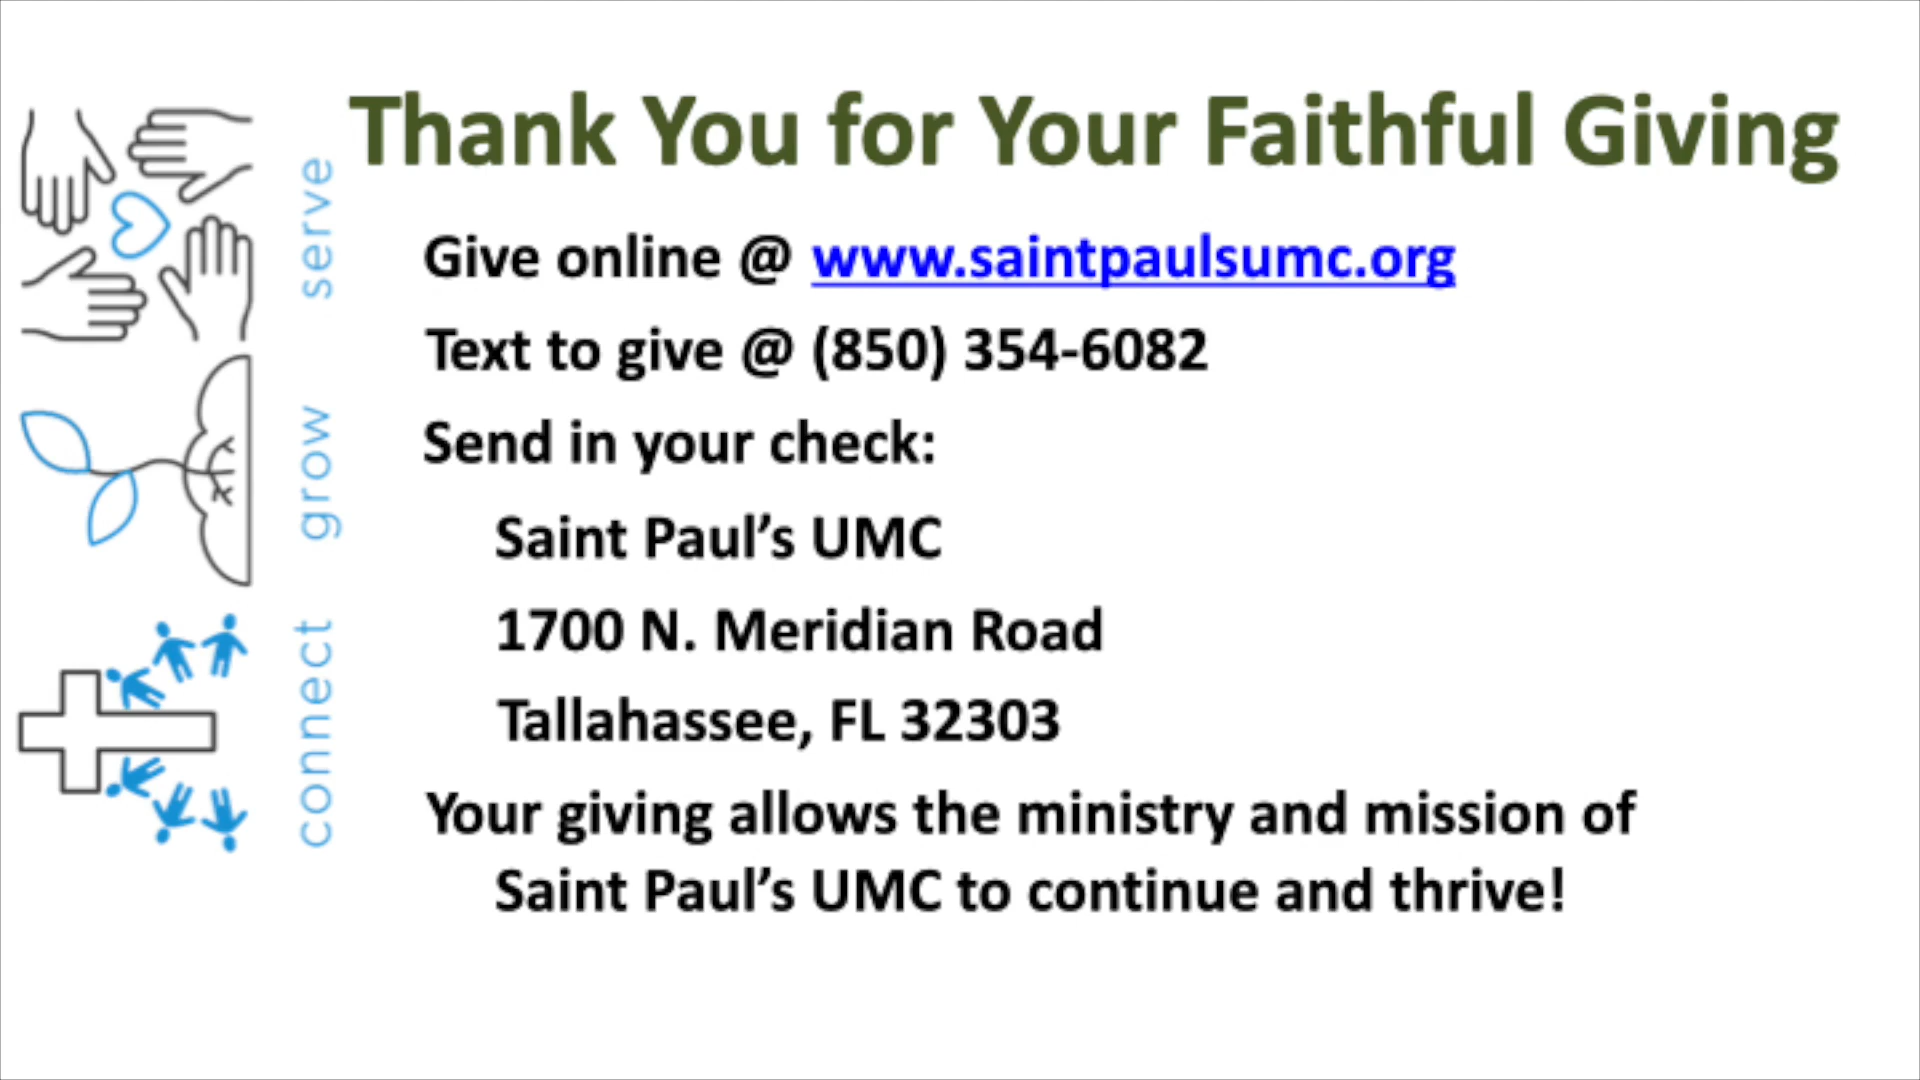 Thank You for Your Faithful Giving
Give online @ www.saintpaulsumc.org
Text to give @ (850) 354-6082
Send in your check:
Saint Paul’s UMC
1700 N. Meridian Road
Tallahassee, FL 32303
Your giving allows the ministry and mission of
Saint Paul’s UMC to continue and thrive!
serve
grow
connect